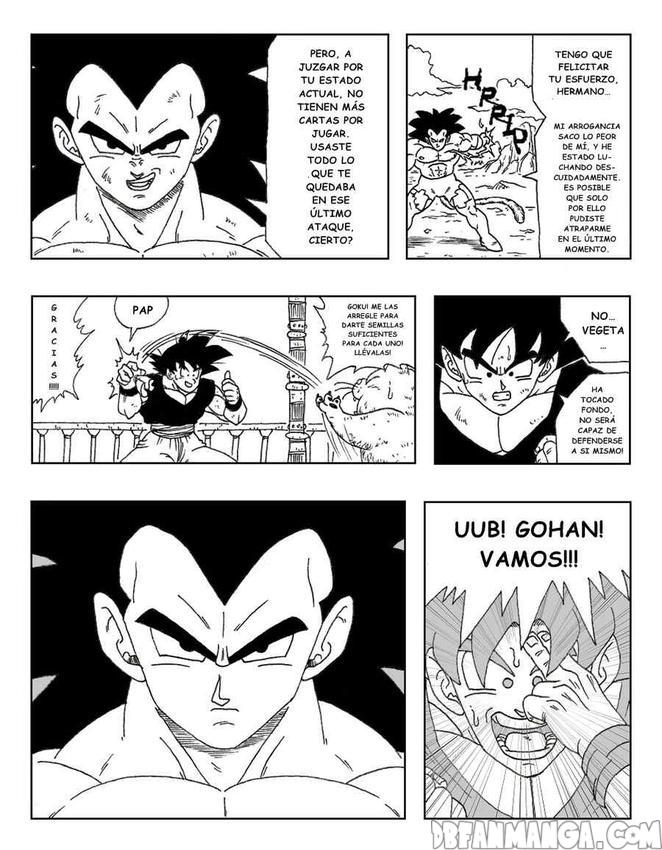 TENGO QUE
FELICITAR
TU ESFUERZO,
HERMANO...
MI ARROGANCIA
SACO LO PEOR
DE MÍ, Y HE
ESTADO LU-
CHANDO DES-
CUIDADAMENTE.
ES POSIBLE
QUE SOLO
POR ELLO
PUDISTE
ATRAPARME
EN EL ÚLTIMO
MOMENTO.
HRRLP
PERO, A
JUZGAR POR
TU ESTADO
ACTUAL, NO
TIENEN MÁS
CARTAS POR
JUGAR.
USASTE
TODO LO
QUE TE
QUEDABA
EN ESE
ÚLTIMO
ATAQUE,
CIERTO?
NO...
VEGETA
...
HA
TOCADO
FONDO,
NO SERÁ
CAPAZ DE
DEFENDERSE
A SI MISMO!
GOKU! ME LAS
ARREGLE PARA
DARTE SEMILLAS
SUFICIENTES
PARA CADA UNO!
LLÉVALAS!
PAP
GRACIAS!!!!!
UUB! GOHAN!
VAMOS!!!
DBFANMANGA.COM